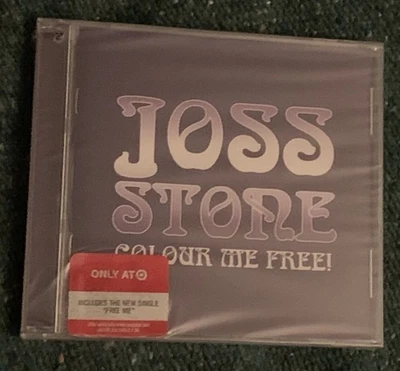 JOSS
STONE
COLOUR ME FREE!
ONLY AT
INCLUDES THE NEW SINGLE
"FREE ME"